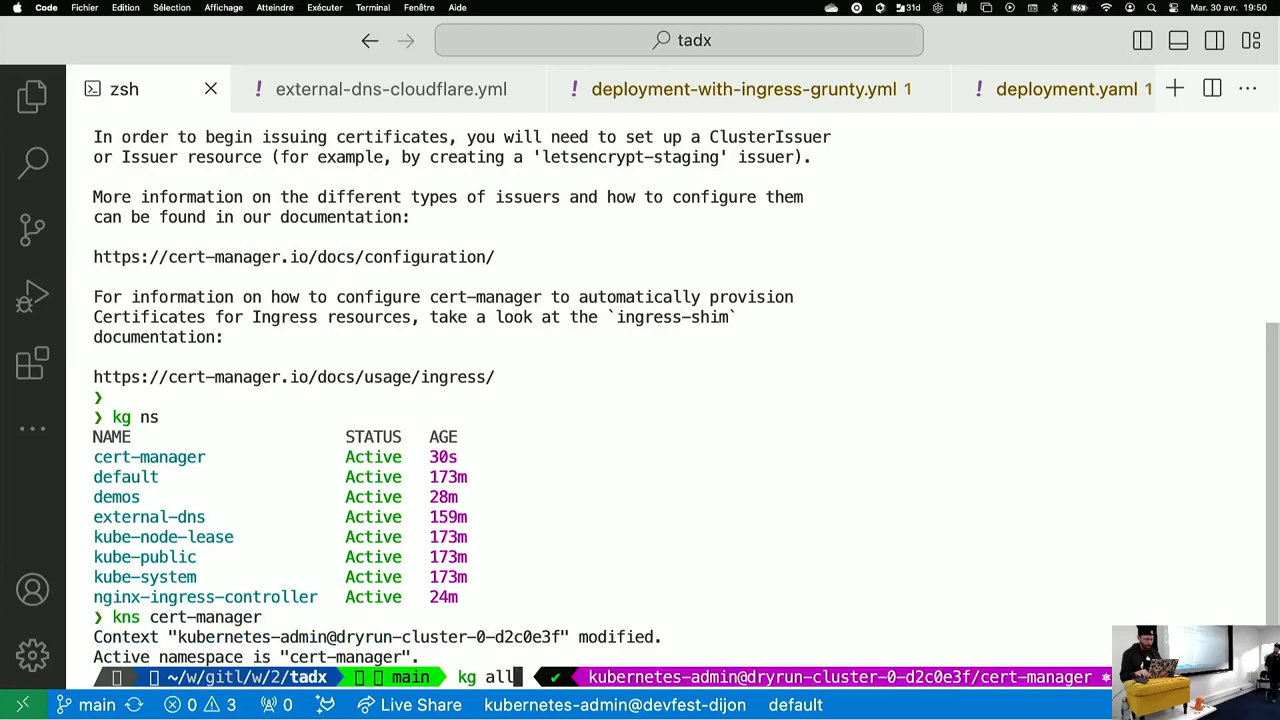 Code Fichier Edition Sélection Affichage Atteindre Exécuter Terminal Fenêtre Aide 31d Mar. 30 avr. 19:50
tadx
zsh ! external-dns-cloudflare.yml ! deployment-with-ingress-grunty.yml 1 ! deployment.yaml 1
In order to begin issuing certificates, you will need to set up a ClusterIssuer
or Issuer resource (for example, by creating a 'letsencrypt-staging' issuer).
More information on the different types of issuers and how to configure them
can be found in our documentation:
https://cert-manager.io/docs/configuration/
For information on how to configure cert-manager to automatically provision
Certificates for Ingress resources, take a look at the `ingress-shim`
documentation:
https://cert-manager.io/docs/usage/ingress/
❯
❯ kg ns
NAME STATUS AGE
cert-manager Active 30s
default Active 173m
demos Active 28m
external-dns Active 159m
kube-node-lease Active 173m
kube-public Active 173m
kube-system Active 173m
nginx-ingress-controller Active 24m
❯ kns cert-manager
Context "kubernetes-admin@dryrun-cluster-0-d2c0e3f" modified.
Active namespace is "cert-manager".
~/w/gitl/w/2/tadx main kg all ✔ kubernetes-admin@dryrun-cluster-0-d2c0e3f/cert-manager
main 0 3 0 Live Share kubernetes-admin@devfest-dijon default